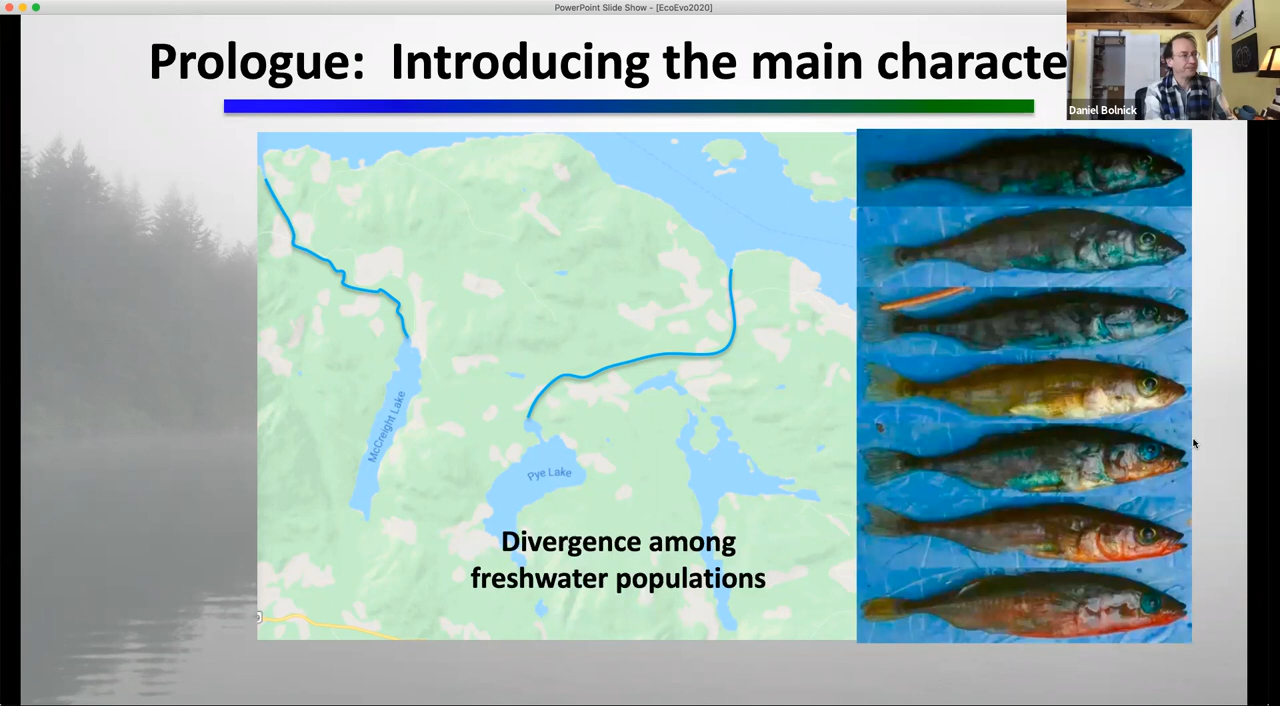 PowerPoint Slide Show - [EcoEvo2020]
Prologue: Introducing the main characte
Daniel Bolnick
McCreight Lake
Pye Lake
Divergence among
freshwater populations